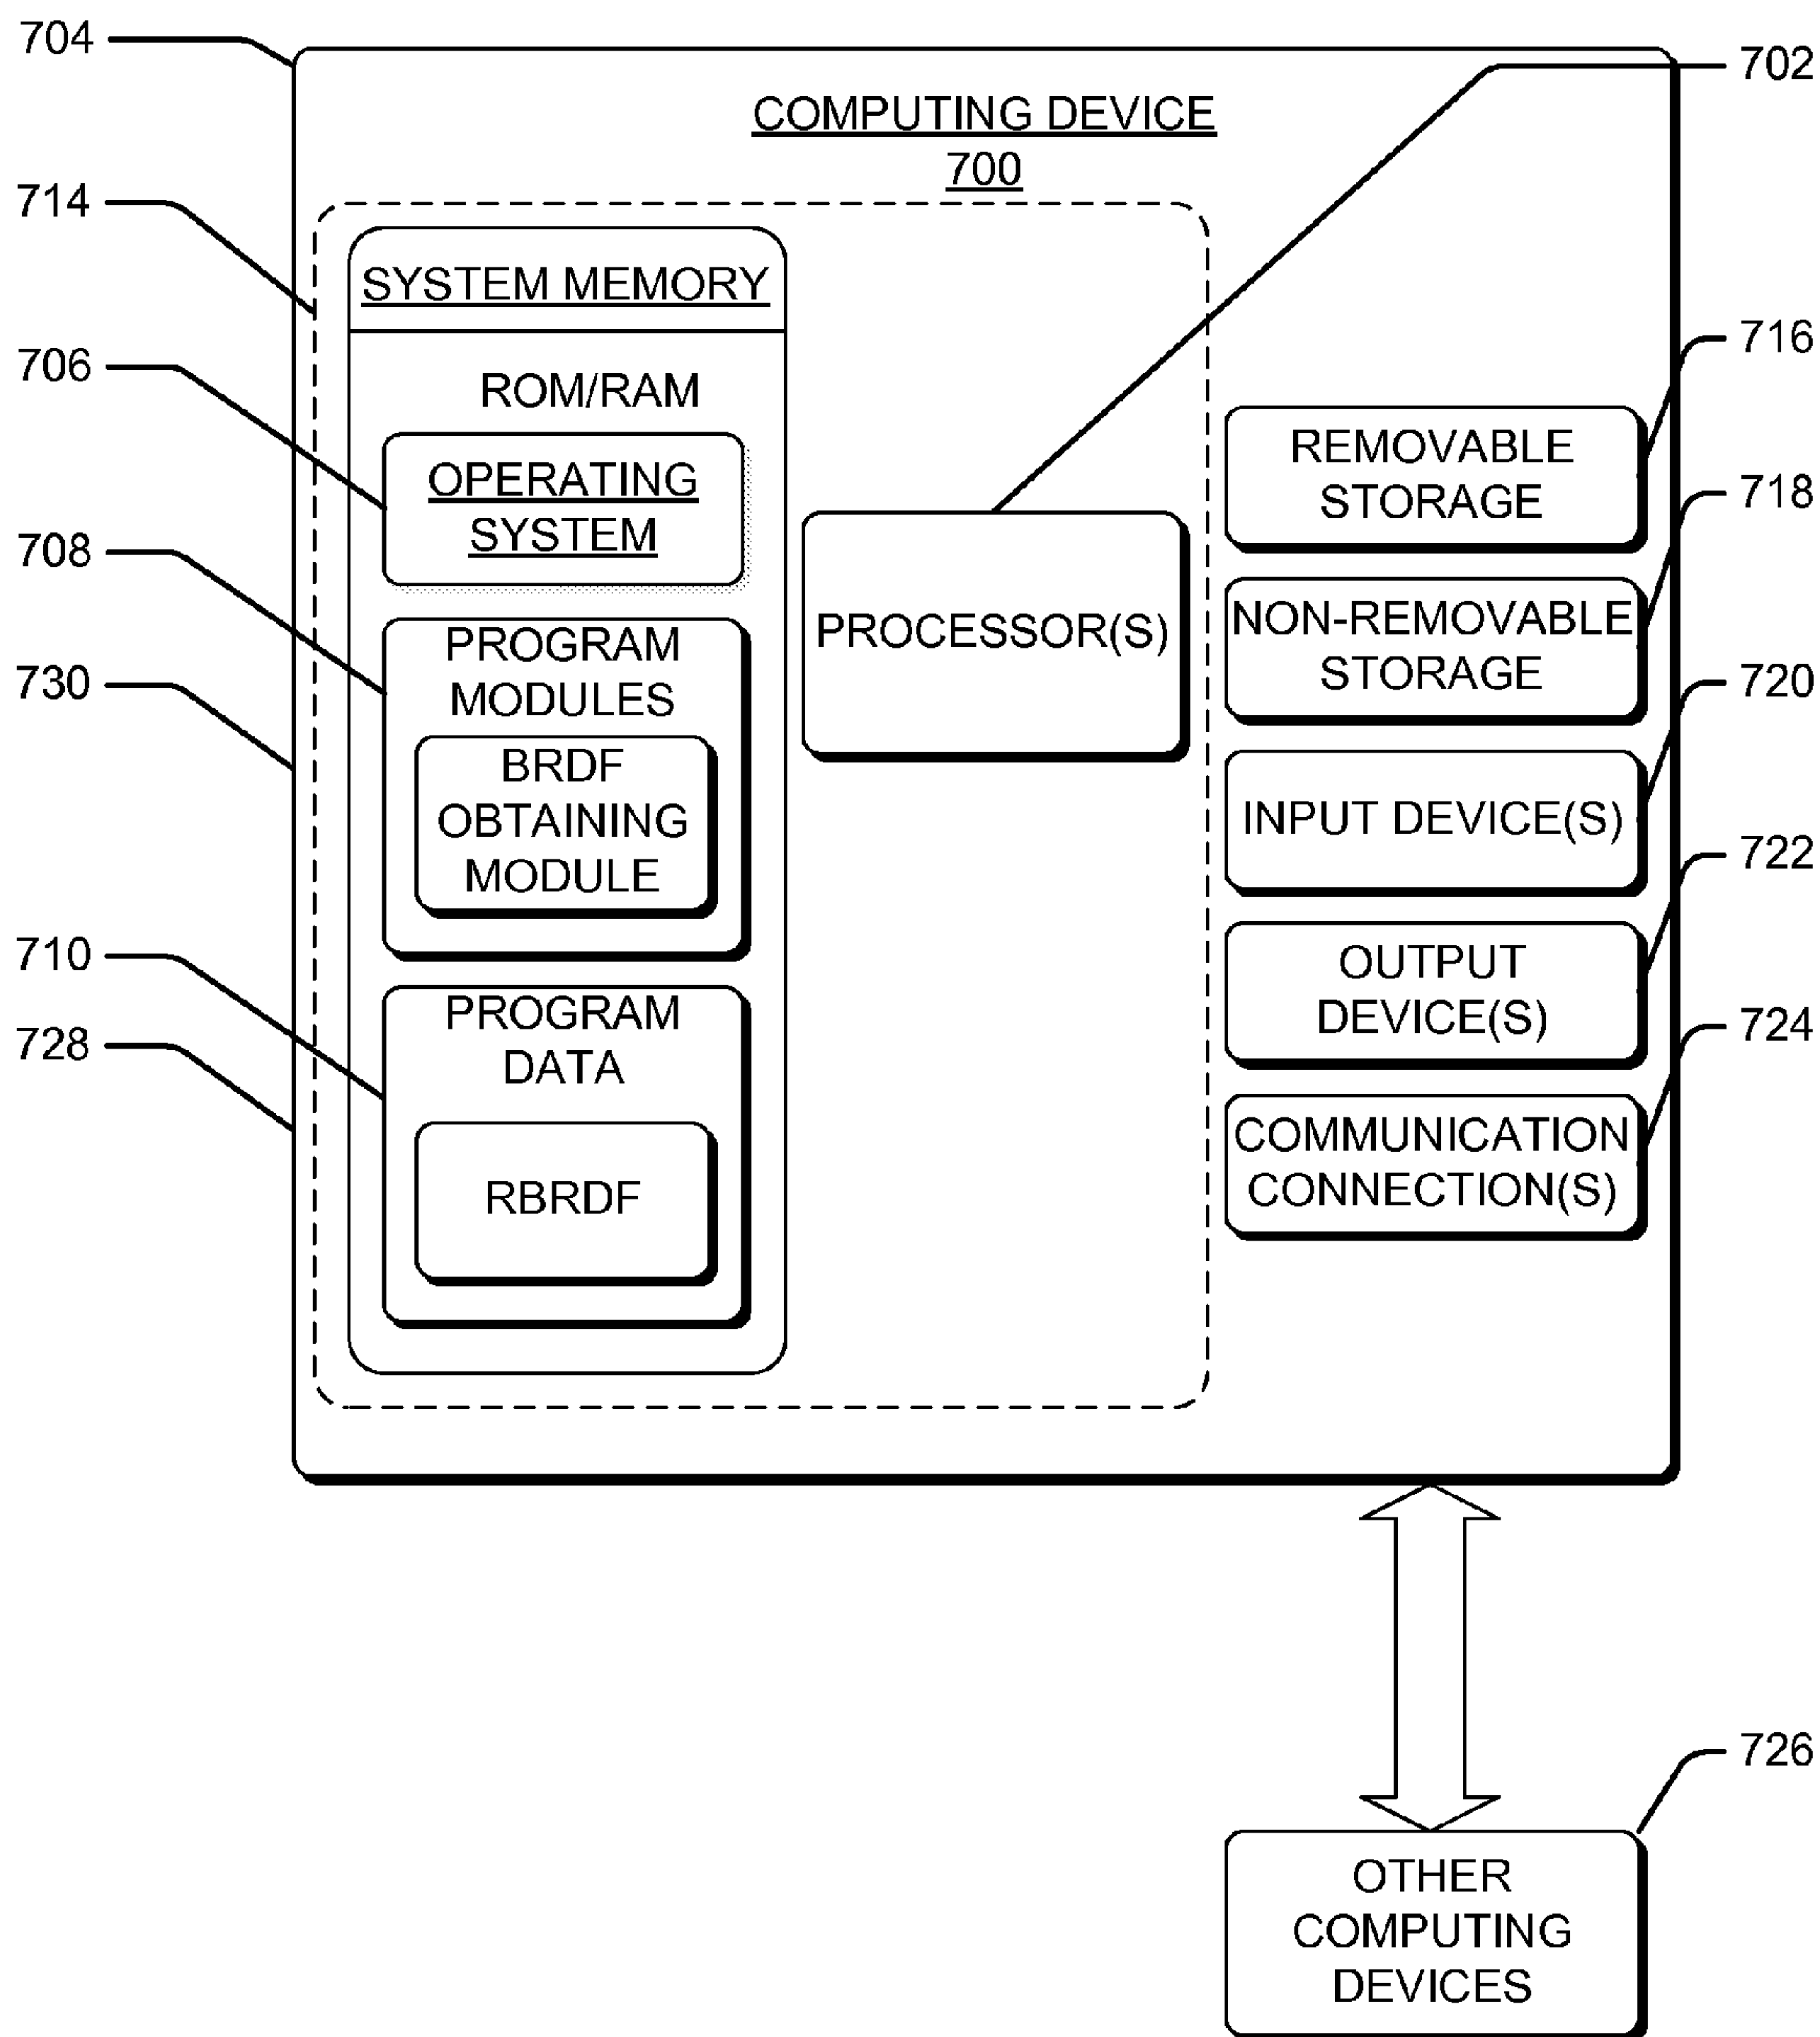 704
702
COMPUTING DEVICE
700
714
SYSTEM MEMORY
716
706
ROM/RAM
REMOVABLE
STORAGE
OPERATING
SYSTEM
718
708
PROCESSOR(S)
NON-REMOVABLE
STORAGE
PROGRAM
MODULES
730
720
BRDF
OBTAINING
MODULE
INPUT DEVICE(S)
722
710
OUTPUT
DEVICE(S)
PROGRAM
DATA
728
724
COMMUNICATION
CONNECTION(S)
RBRDF
726
OTHER
COMPUTING
DEVICES